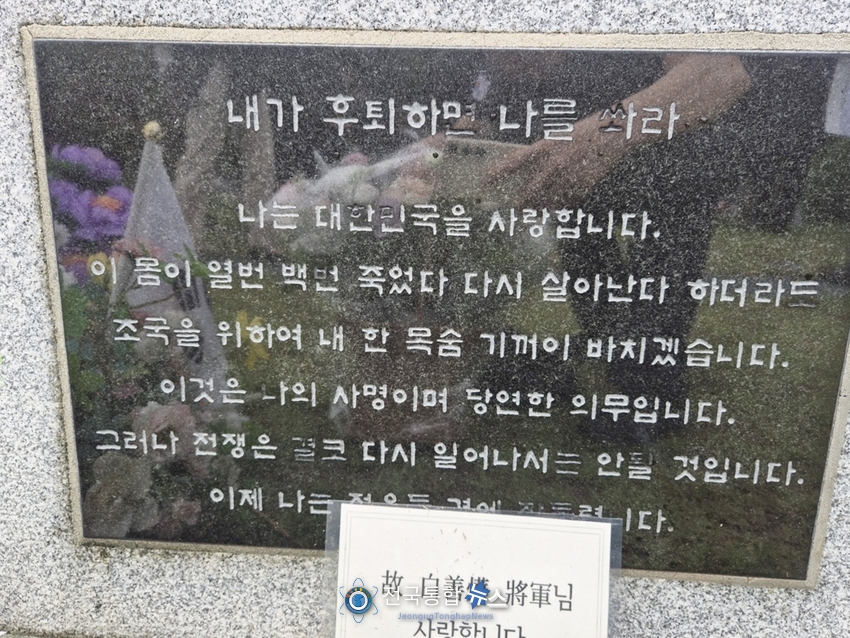 내가 후퇴하면 나를 쏴라
나는 대한민국을 사랑합니다.
이 몸이 열번 백번 죽었다 다시 살아난다 하더라도
조국을 위하여 내 한 목숨 기꺼이 바치겠습니다.
이것은 나의 사명이며 당연한 의무입니다.
그러나 전쟁은 결코 다시 일어나서는 안될 것입니다.
이제 나는
故 白善燁 將軍님
전국통합뉴스
JeongugTonghapNews
사랑합니다